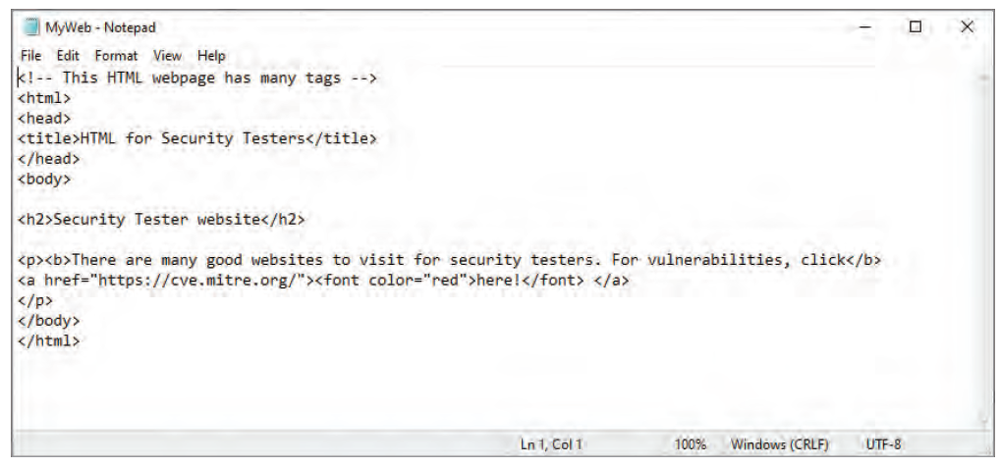 MyWeb - Notepad
File Edit Format View Help
<!-- This HTML webpage has many tags -->
<html>
<head>
<title>HTML for Security Testers</title>
</head>
<body>
<h2>Security Tester website</h2>
<p><b>There are many good websites to visit for security testers. For vulnerabilities, click</b>
<a href="https://cve.mitre.org/"><font color="red">here!</font> </a>
</p>
</body>
</html>
Ln 1, Col 1 100% Windows (CRLF) UTF-8